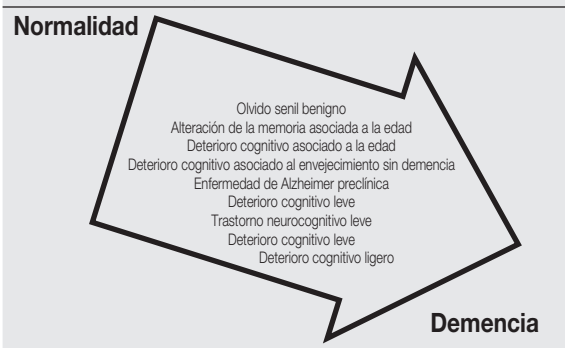 Normalidad
Olvido senil benigno
Alteración de la memoria asociada a la edad
Deterioro cognitivo asociado a la edad
Deterioro cognitivo asociado al envejecimiento sin demencia
Enfermedad de Alzheimer preclínica
Deterioro cognitivo leve
Trastorno neurocognitivo leve
Deterioro cognitivo leve
Deterioro cognitivo ligero
Demencia